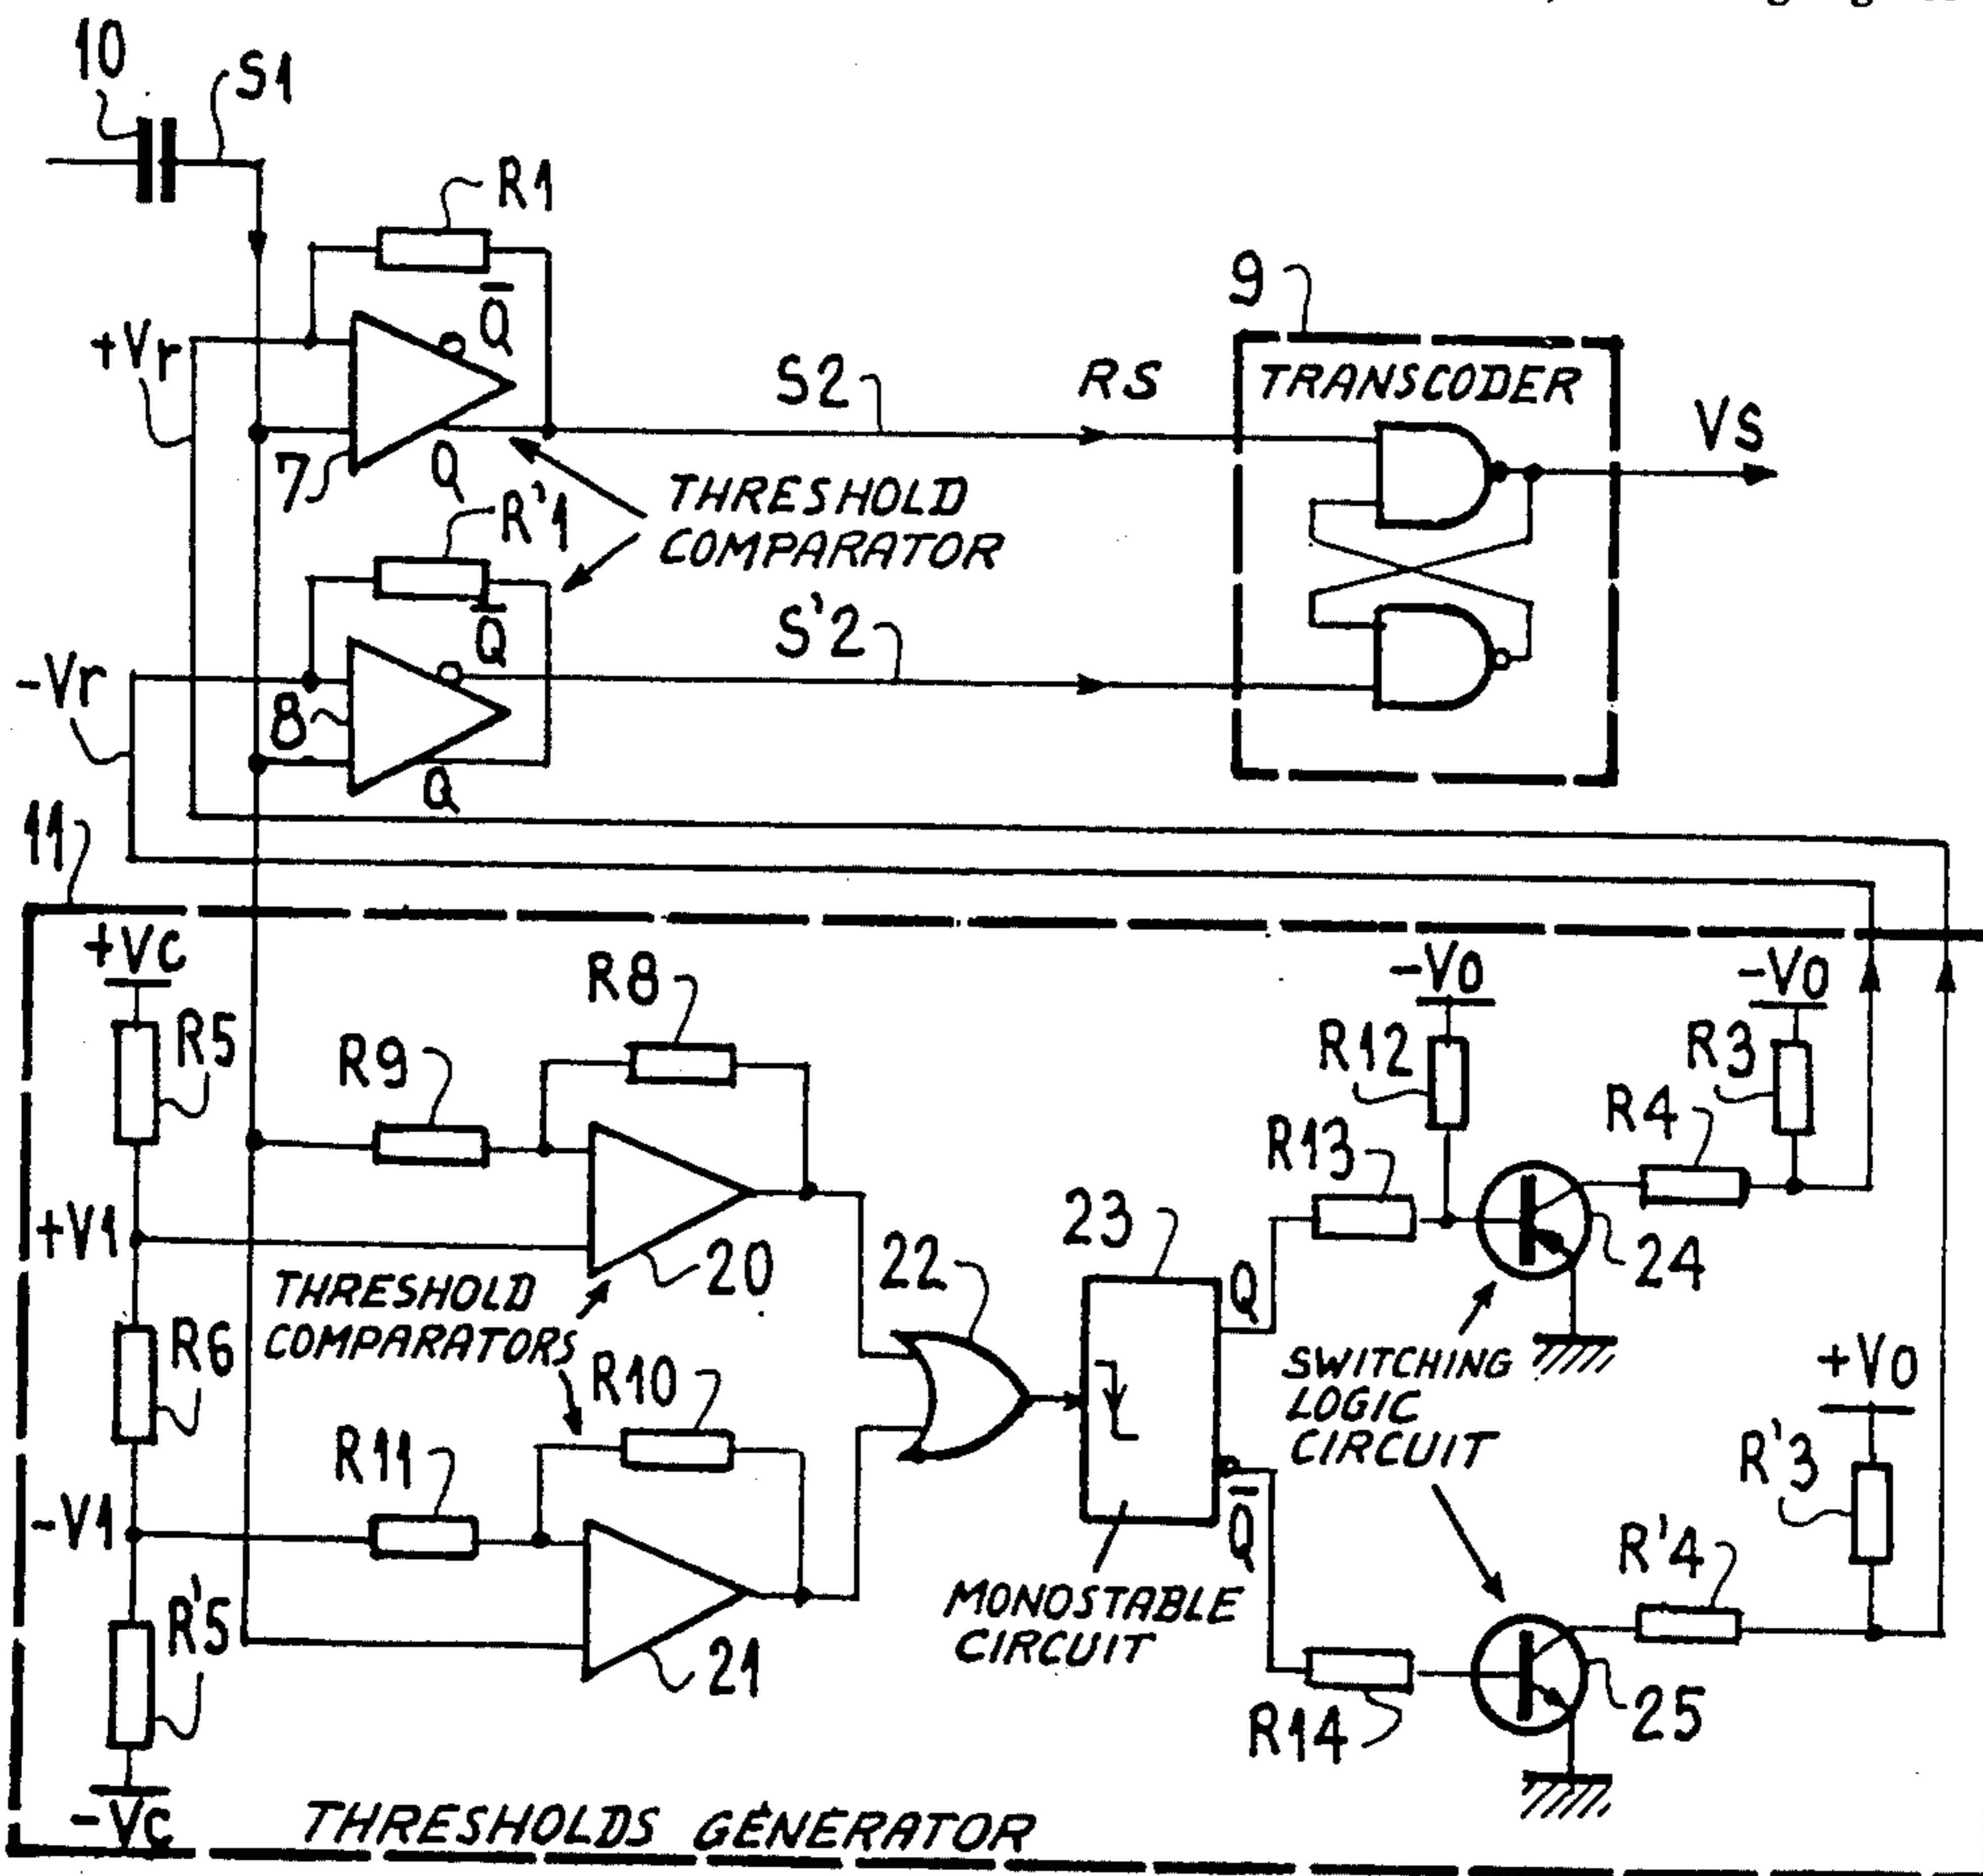 10
S1
R1
Q̅
+Vr
7
Q
S2
RS
9
TRANSCODER
VS
THRESHOLD
COMPARATOR
R'1
Q̅
-Vr
8
Q
S'2
11
+VC
R5
+V1
R6
-V1
R'5
-VC
R9
R8
20
THRESHOLD
COMPARATORS
R10
R11
21
22
23
Q
Q̅
MONOSTABLE
CIRCUIT
-V0
R12
R13
-V0
R3
R4
24
SWITCHING
LOGIC
CIRCUIT
+V0
R'3
R'4
R14
25
THRESHOLDS GENERATOR